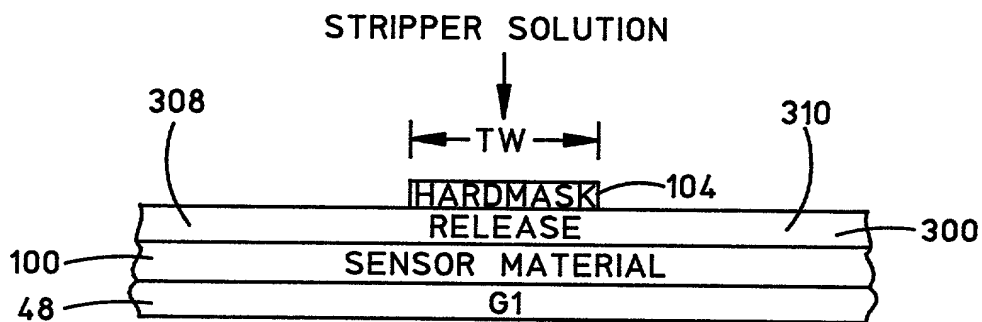 STRIPPER SOLUTION
308
310
TW
HARDMASK
104
RELEASE
300
100
SENSOR MATERIAL
48
G1